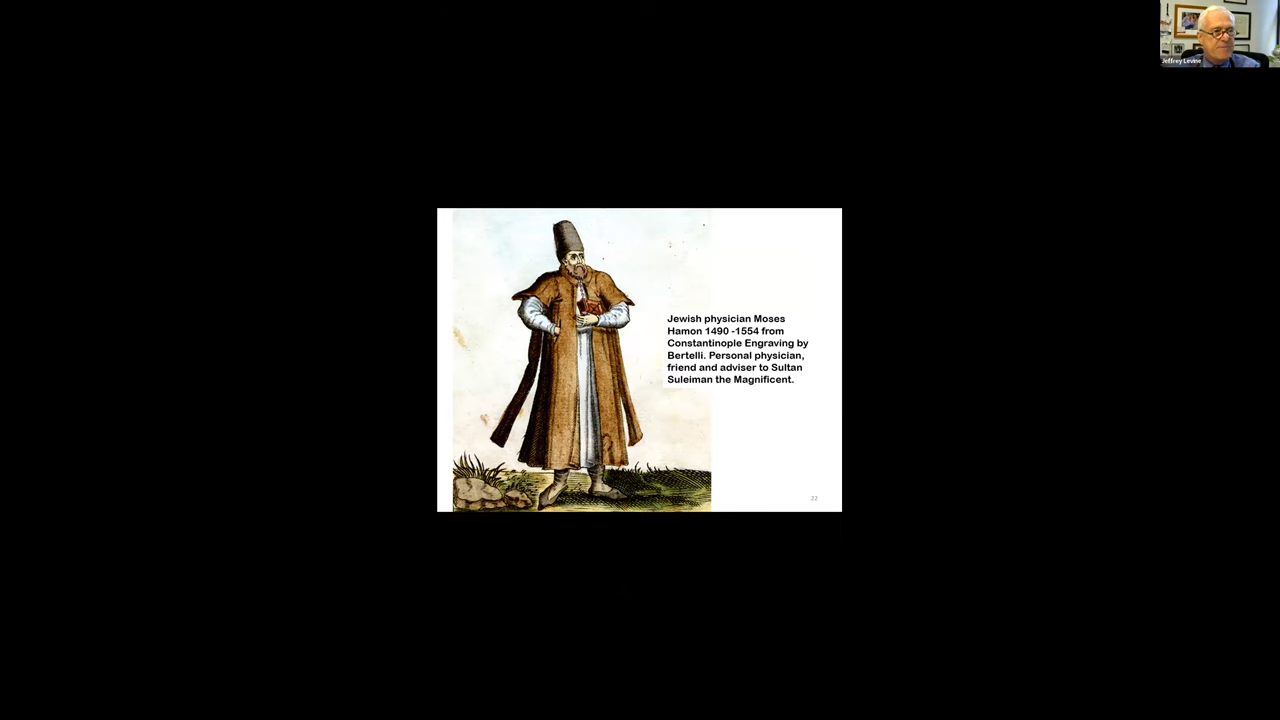 Jeffrey Levine
Jewish physician Moses
Hamon 1490 -1554 from
Constantinople Engraving by
Bertelli. Personal physician,
friend and adviser to Sultan
Suleiman the Magnificent.
22